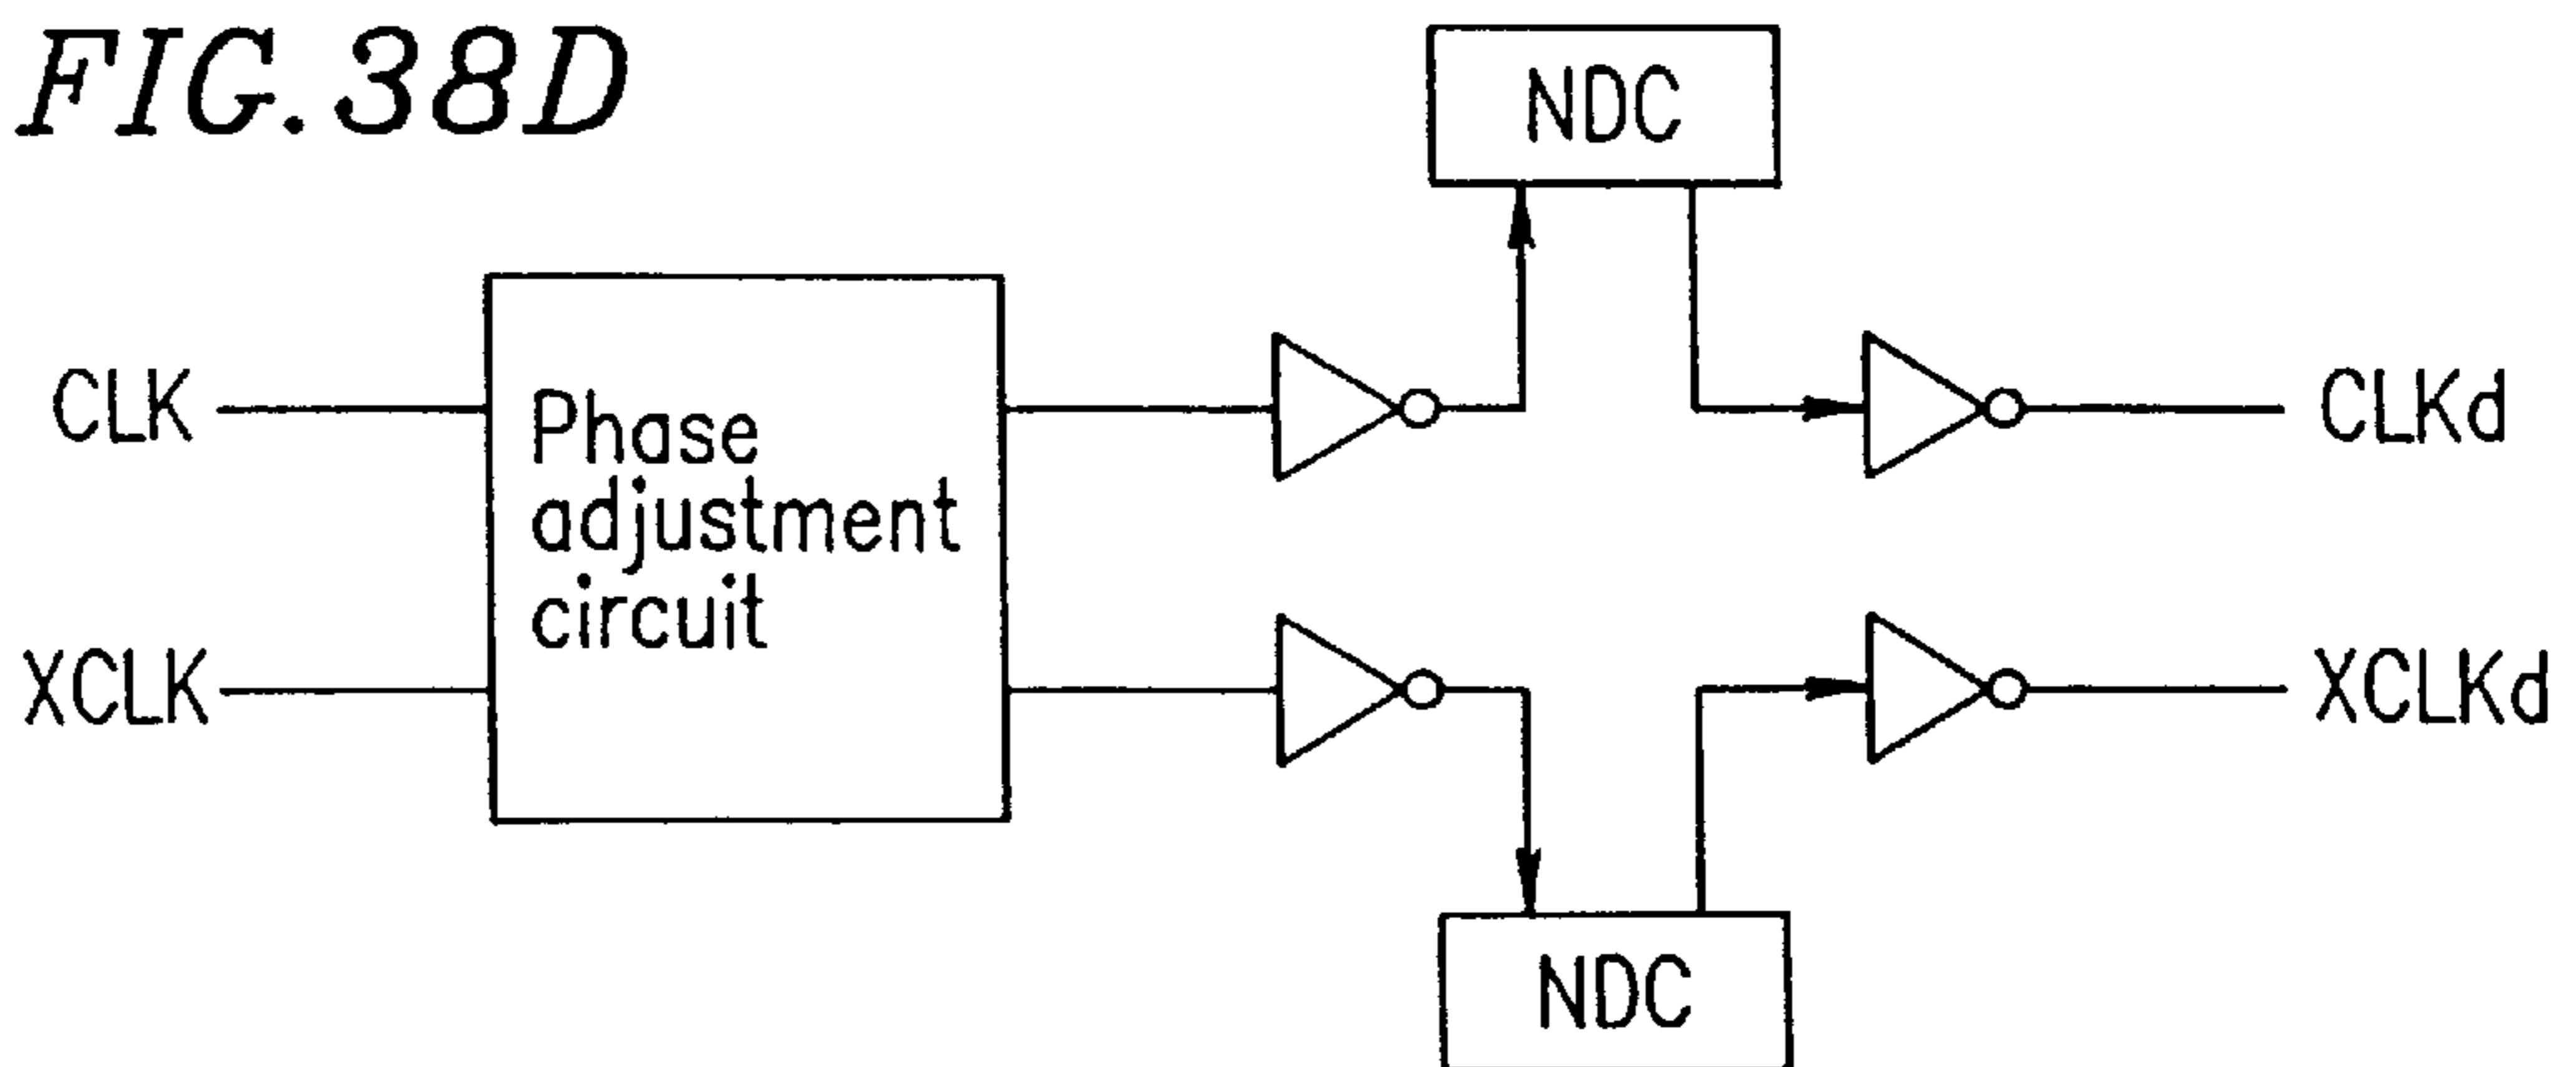 FIG.38D
NDC
CLK
Phase
adjustment
circuit
CLKd
XCLK
XCLKd
NDC